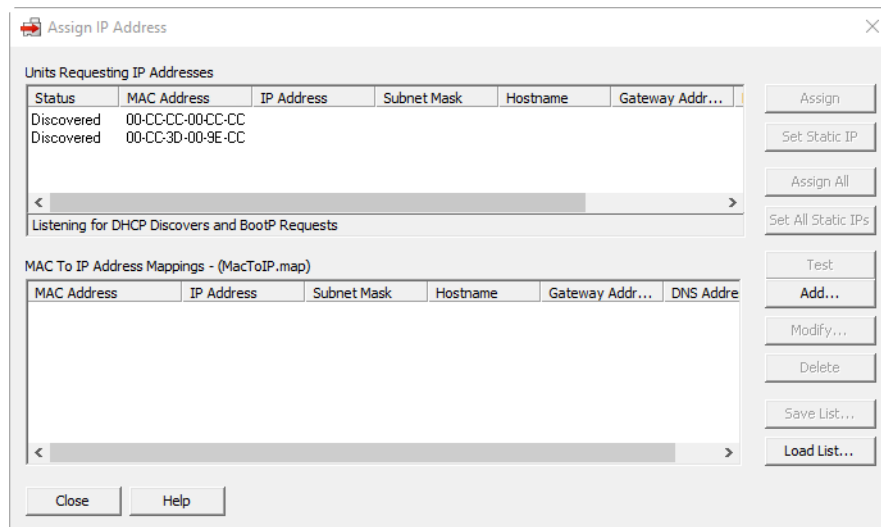 Assign IP Address
Units Requesting IP Addresses
Status MAC Address IP Address Subnet Mask Hostname Gateway Addr...
Discovered 00-CC-CC-00-CC-CC
Discovered 00-CC-3D-00-9E-CC
Listening for DHCP Discovers and BootP Requests
Assign
Set Static IP
Assign All
Set All Static IPs
MAC To IP Address Mappings - (MacToIP.map)
MAC Address IP Address Subnet Mask Hostname Gateway Addr... DNS Addre
Test
Add...
Modify...
Delete
Save List...
Load List...
Close Help